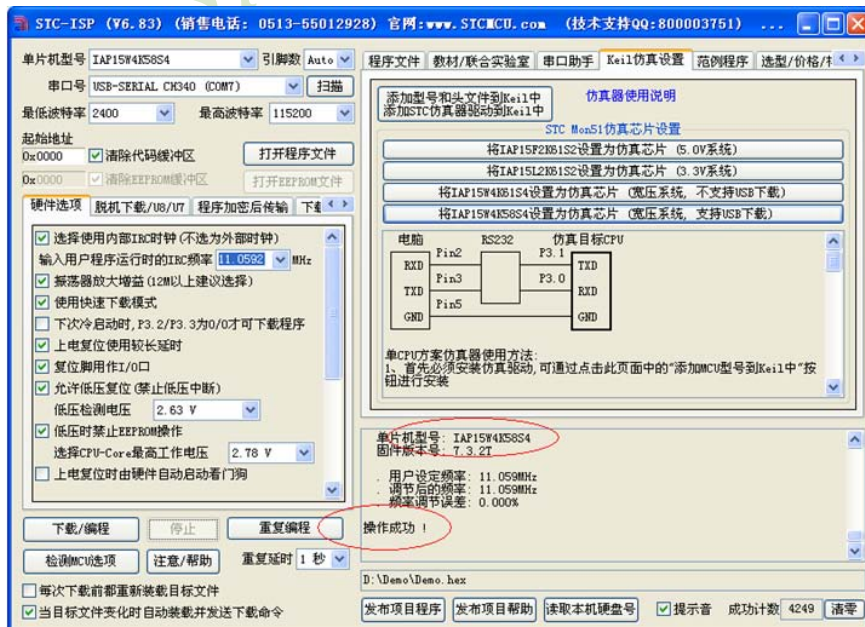 STC-ISP (V6.83) (销售电话: 0513-55012928) 官网:www.STCMCU.com (技术支持QQ:800003751) ...
单片机型号 IAP15W4K58S4 引脚数 Auto
串口号 USB-SERIAL CH340 (COM7) 扫描
最低波特率 2400 最高波特率 115200
起始地址
0x0000 清除代码缓冲区 打开程序文件
0x0000 清除EEPROM缓冲区 打开EEPROM文件
硬件选项 脱机下载/U8/U7 程序加密后传输
选择使用内部IRC时钟(不选为外部时钟)
输入用户程序运行时的IRC频率 11.0592 MHz
振荡器放大增益(12M以上建议选择)
使用快速下载模式
下次冷启动时,P3.2/P3.3为0/0才可下载程序
上电复位使用较长延时
复位脚用作I/O口
允许低压复位(禁止低压中断)
低压检测电压 2.63 V
低压时禁止EEPROM操作
选择CPU-Core最高工作电压 2.78 V
上电复位时由硬件自动启动看门狗
下载/编程 停止 重复编程
检测MCU选项 注意/帮助 重复延时 1 秒
每次下载前都重新装载目标文件
当目标文件变化时自动装载并发送下载命令
程序文件 教材/联合实验室 串口助手 Keil仿真设置 范例程序 选型/价格/
添加型号和头文件到Keil中
添加STC仿真器驱动到Keil中
仿真器使用说明
STC Mon51仿真芯片设置
将IAP15F2K61S2设置为仿真芯片 (5.0V系统)
将IAP15L2K61S2设置为仿真芯片 (3.3V系统)
将IAP15W4K61S4设置为仿真芯片 (宽压系统, 不支持USB下载)
将IAP15W4K58S4设置为仿真芯片 (宽压系统, 支持USB下载)
电脑 RS232 仿真目标CPU
Pin2 P3.1
RXD TXD
Pin3 P3.0
TXD RXD
Pin5
GND GND
单CPU方案仿真器使用方法:
1、首先必须安装仿真驱动,可通过点击此页面中的“添加MCU型号到Keil中”按
钮进行安装
单片机型号: IAP15W4K58S4
固件版本号: 7.3.2T
. 用户设定频率: 11.059MHz
. 调节后的频率: 11.059MHz
. 频率调节误差: 0.000%
操作成功 !
D:\Demo\Demo.hex
发布项目程序 发布项目帮助 读取本机硬盘号 提示音 成功计数 4249 清零